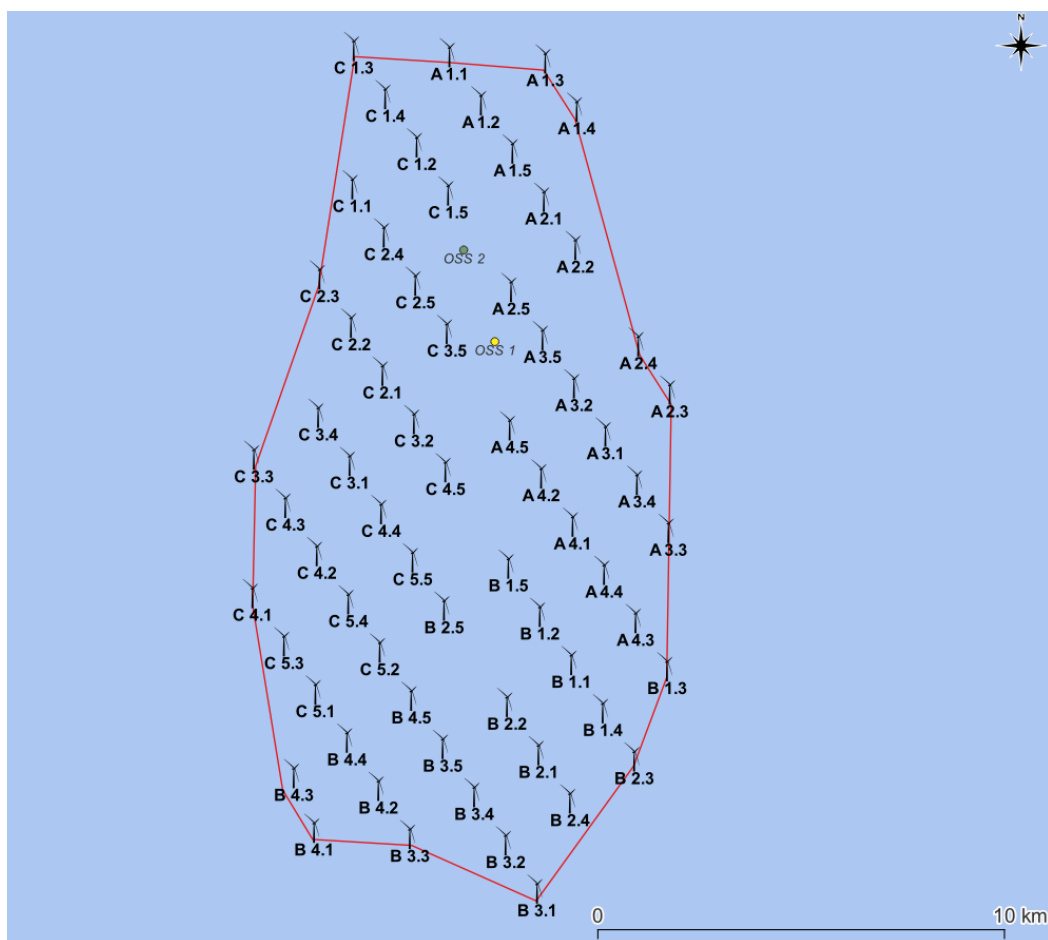 N
C 1.3
A 1.1
A 1.3
C 1.4
A 1.2
A 1.4
C 1.2
A 1.5
C 1.1
C 1.5
A 2.1
C 2.4
A 2.2
OSS 2
C 2.3
C 2.5
A 2.5
C 2.2
C 3.5
OSS 1
A 3.5
A 2.4
C 2.1
A 3.2
A 2.3
C 3.4
C 3.2
A 4.5
A 3.1
C 3.3
C 3.1
C 4.5
A 4.2
A 3.4
C 4.3
C 4.4
A 4.1
A 3.3
C 4.2
C 5.5
B 1.5
A 4.4
C 4.1
C 5.4
B 2.5
B 1.2
A 4.3
C 5.3
C 5.2
B 1.1
B 1.3
C 5.1
B 4.5
B 2.2
B 1.4
B 4.4
B 3.5
B 2.1
B 2.3
B 4.3
B 4.2
B 3.4
B 2.4
B 4.1
B 3.3
B 3.2
B 3.1
0
10 km